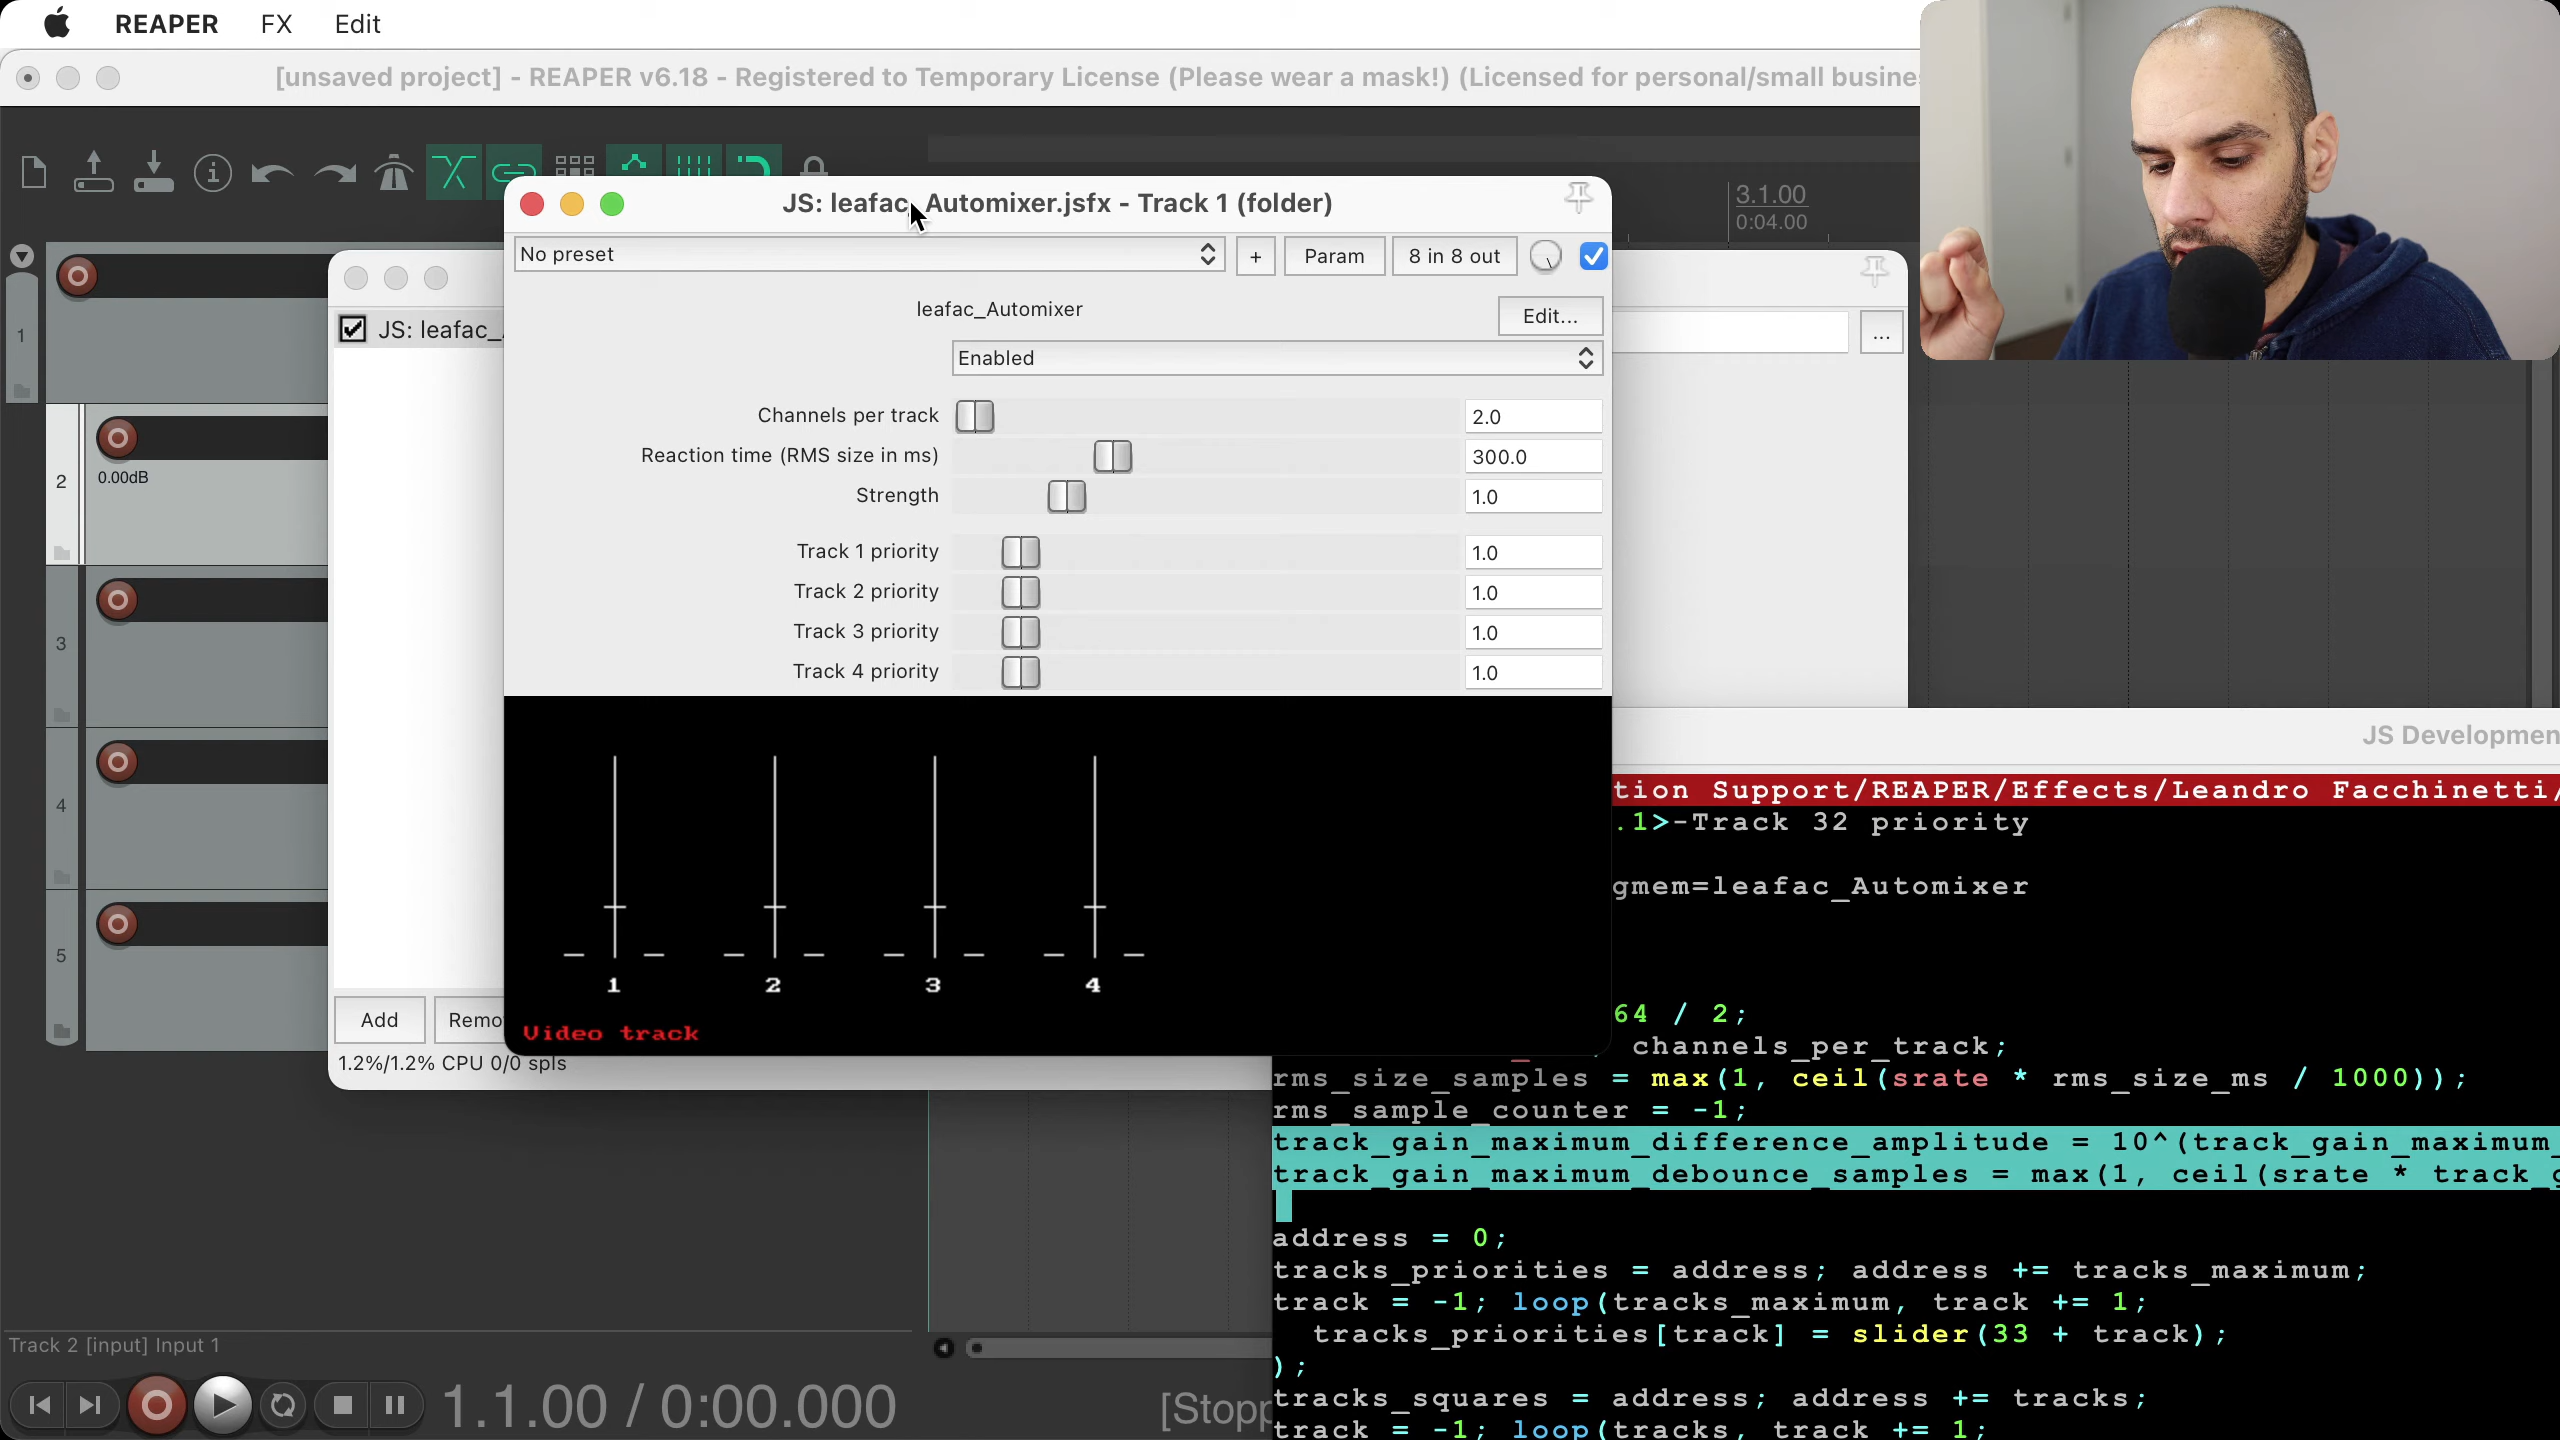 REAPER FX Edit
[unsaved project] - REAPER v6.18 - Registered to Temporary License (Please wear a mask!) (Licensed for personal/small busine
3.1.00
0:04.00
JS: leafac_Automixer.jsfx - Track 1 (folder)
No preset
+
Param
8 in 8 out
leafac_Automixer
Edit...
Enabled
...
JS: leafac_
Channels per track 2.0
Reaction time (RMS size in ms) 300.0
Strength 1.0
Track 1 priority 1.0
Track 2 priority 1.0
Track 3 priority 1.0
Track 4 priority 1.0
1
2
0.00dB
3
4
5
1 2 3 4
Video track
Add
Remo
1.2%/1.2% CPU 0/0 spls
JS Developmen
tion Support/REAPER/Effects/Leandro Facchinetti/
.1>-Track 32 priority
gmem=leafac_Automixer
64 / 2;
channels_per_track;
rms_size_samples = max(1, ceil(srate * rms_size_ms / 1000));
rms_sample_counter = -1;
track_gain_maximum_difference_amplitude = 10^(track_gain_maximum_
track_gain_maximum_debounce_samples = max(1, ceil(srate * track_g
address = 0;
tracks_priorities = address; address += tracks_maximum;
track = -1; loop(tracks_maximum, track += 1;
tracks_priorities[track] = slider(33 + track);
);
tracks_squares = address; address += tracks;
track = -1; loop(tracks, track += 1;
Track 2 [input] Input 1
1.1.00 / 0:00.000
[Stopp